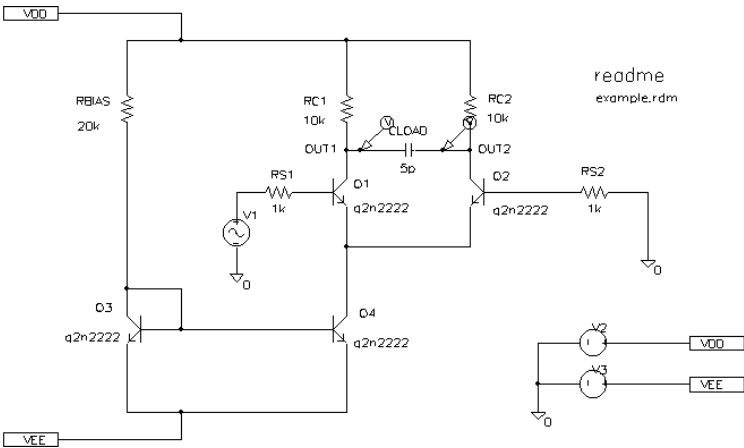 VDD
RBIAS
20k
RC1
10k
V
CLOAD
V
RC2
10k
readme
example.rdm
OUT1
5p
OUT2
RS1
1k
Q1
q2n2222
Q2
q2n2222
RS2
1k
V1
0
0
Q3
q2n2222
Q4
q2n2222
V2
VDD
V3
VEE
0
VEE